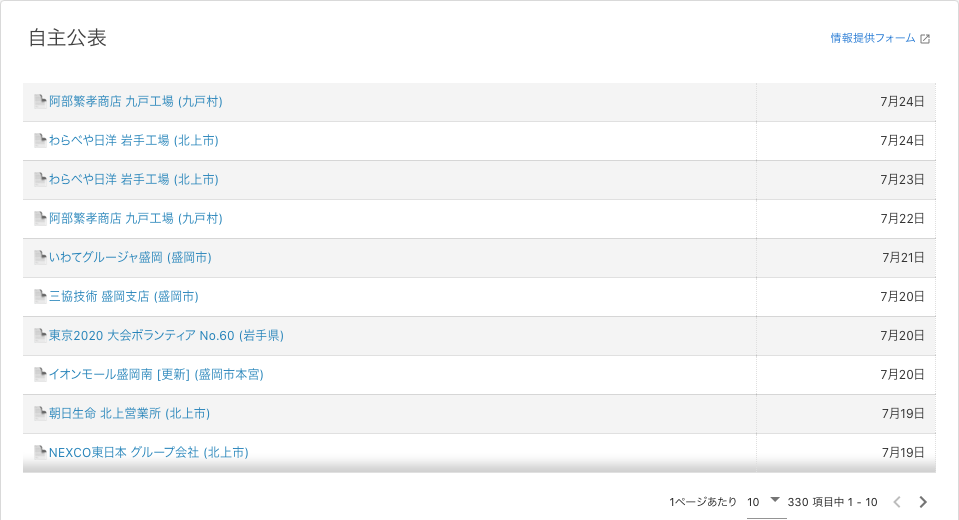 自主公表
情報提供フォーム
阿部繁孝商店 九戸工場 (九戸村) 7月24日
わらべや日洋 岩手工場 (北上市) 7月24日
わらべや日洋 岩手工場 (北上市) 7月23日
阿部繁孝商店 九戸工場 (九戸村) 7月22日
いわてグルージャ盛岡 (盛岡市) 7月21日
三協技術 盛岡支店 (盛岡市) 7月20日
東京2020 大会ボランティア No.60 (岩手県) 7月20日
イオンモール盛岡南 [更新] (盛岡市本宮) 7月20日
朝日生命 北上営業所 (北上市) 7月19日
NEXCO東日本 グループ会社 (北上市) 7月19日
1ページあたり 10 330 項目中 1 - 10